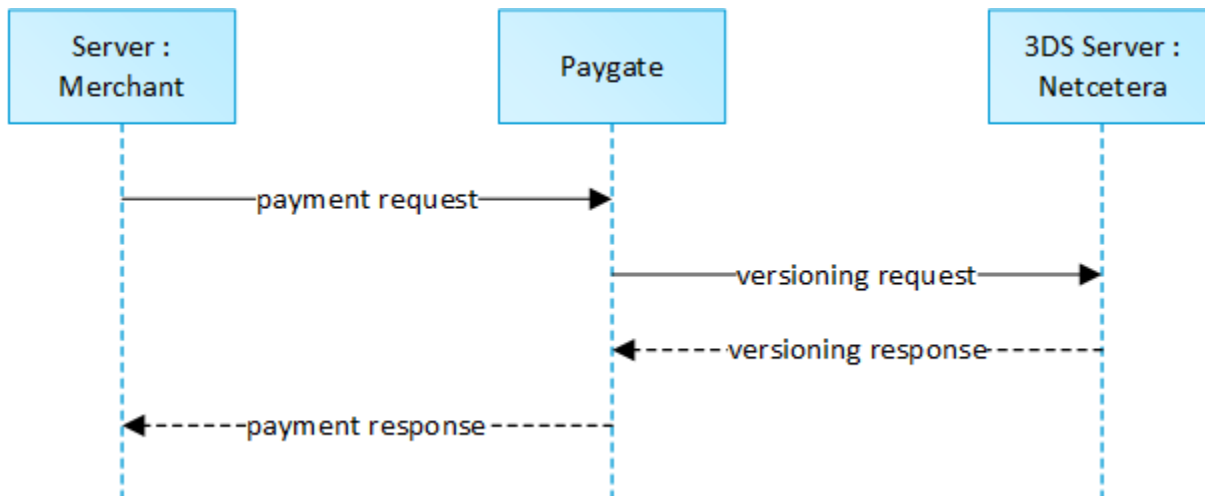 Server :
Merchant
Paygate
3DS Server :
Netcetera
payment request
versioning request
versioning response
payment response